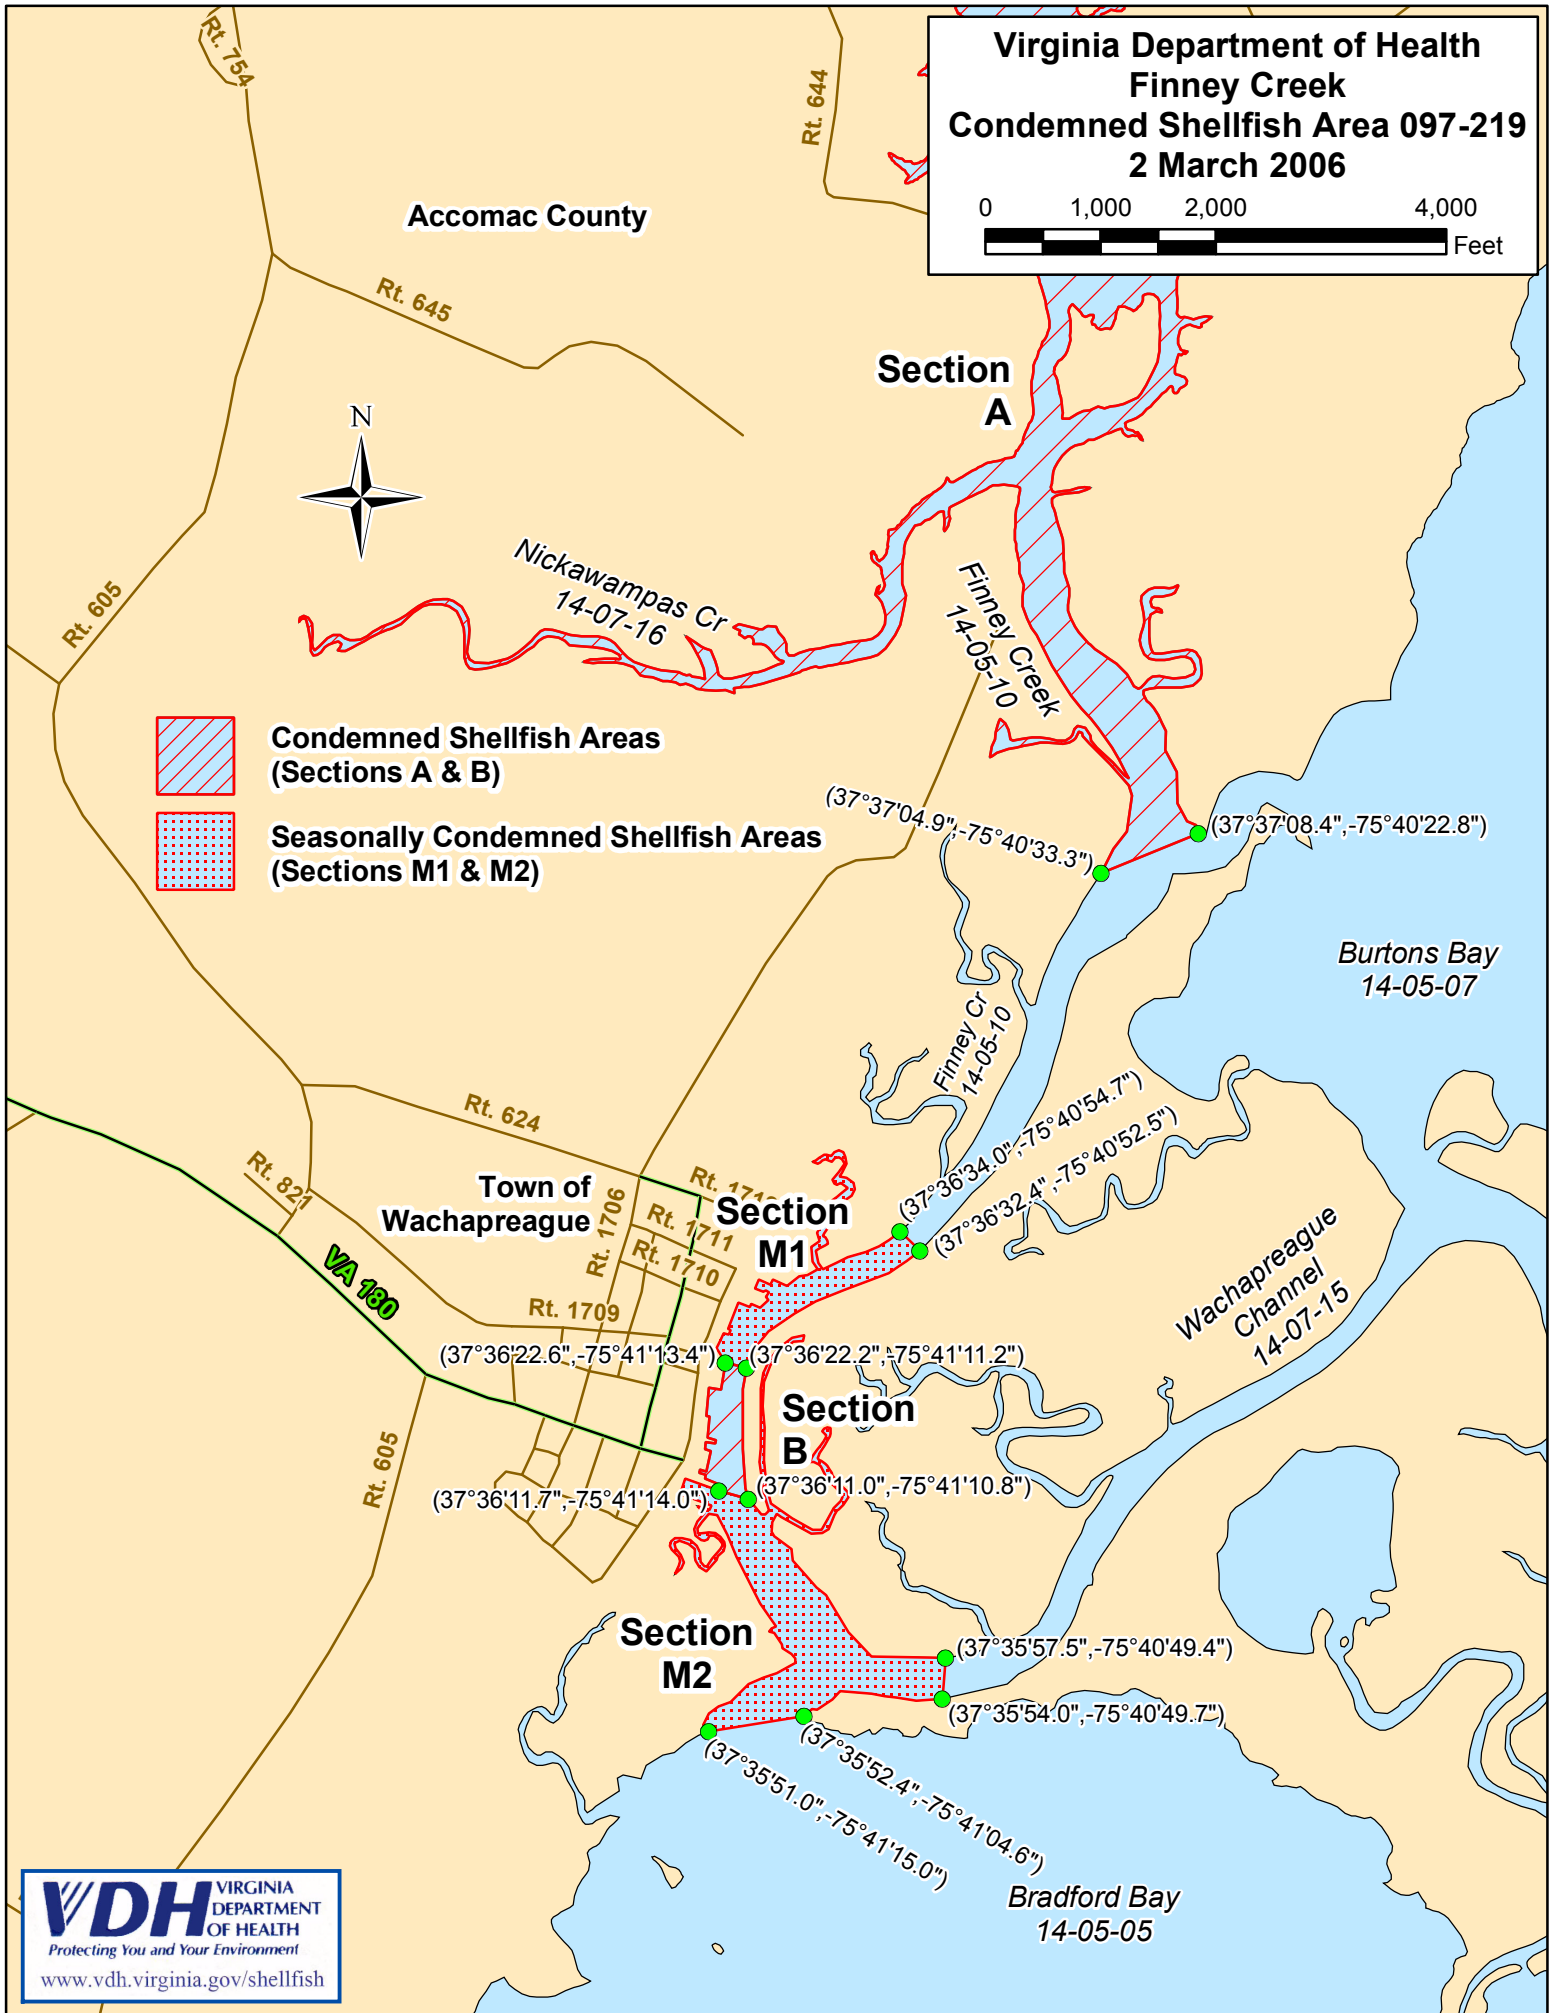 Virginia Department of Health
Finney Creek
Condemned Shellfish Area 097-219
2 March 2006
0 1,000 2,000 4,000
Feet
Rt. 754
Rt. 644
Accomac County
Rt. 645
Section
A
N
Nickawampas Cr
14-07-16
Finney Creek
14-05-10
Rt. 605
Condemned Shellfish Areas
(Sections A & B)
Seasonally Condemned Shellfish Areas
(Sections M1 & M2)
(37°37'04.9",-75°40'33.3")
(37°37'08.4",-75°40'22.8")
Burtons Bay
14-05-07
Finney Cr
14-05-10
Rt. 624
(37°36'34.0",-75°40'54.7")
(37°36'32.4",-75°40'52.5")
Rt. 821
Town of
Wachapreague
Rt. 1706
Rt. 1711
Rt. 1710
Section
M1
VA 180
Rt. 1709
Wachapreague
Channel
14-07-15
(37°36'22.6",-75°41'13.4")
(37°36'22.2",-75°41'11.2")
Section
B
Rt. 605
(37°36'11.7",-75°41'14.0")
(37°36'11.0",-75°41'10.8")
Section
M2
(37°35'57.5",-75°40'49.4")
(37°35'54.0",-75°40'49.7")
(37°35'52.4",-75°41'04.6")
(37°35'51.0",-75°41'15.0")
Bradford Bay
14-05-05
VDH
VIRGINIA
DEPARTMENT
OF HEALTH
Protecting You and Your Environment
www.vdh.virginia.gov/shellfish